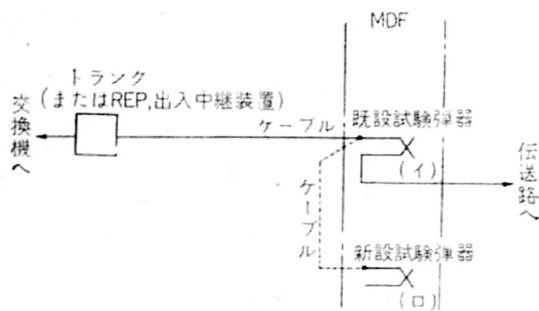 MDF
トランク
(またはREP,出入中継装置)
交換機へ
ケーブル
既設試験弾器
(イ)
伝送路へ
ケーブル
新設試験弾器
(ロ)